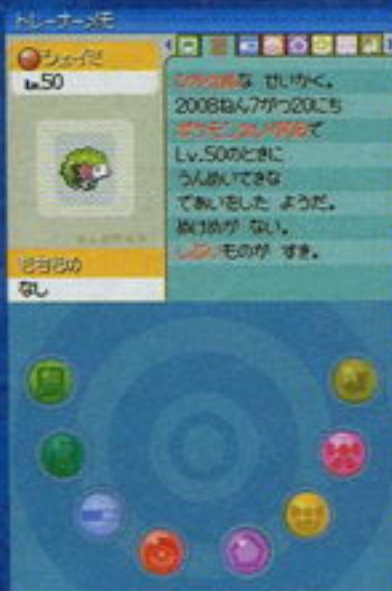 トレーナーメモ
シェイミ
Lv.50
な せいかく。
2008ねん7がつ20にち
で
Lv.50のときに
うんめいてきな
であいをした ようだ。
ぬけめが ない。
しぶいものが すき。
もちもの
なし